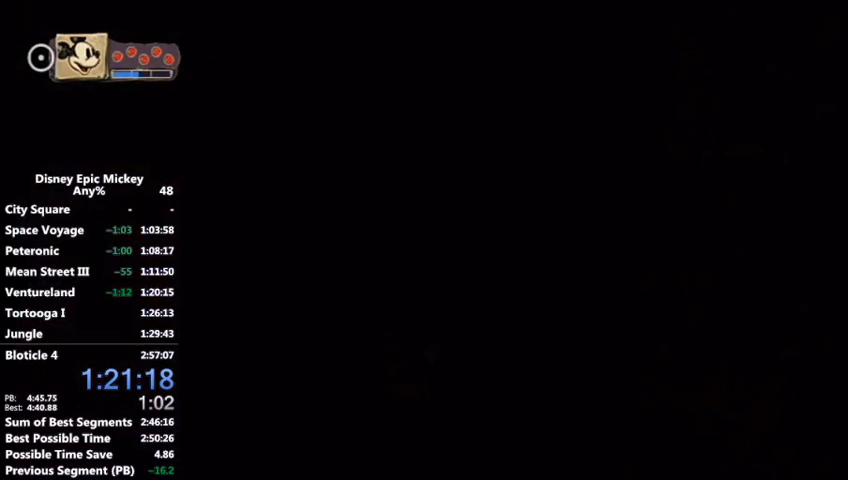 Disney Epic Mickey
Any% 48
City Square - -
Space Voyage −1:03 1:03:58
Peteronic −1:00 1:08:17
Mean Street III −55 1:11:50
Ventureland −1:12 1:20:15
Tortooga I 1:26:13
Jungle 1:29:43
Bloticle 4 2:57:07
1:21:18
PB: 4:45.75
Best: 4:40.88
1:02
Sum of Best Segments 2:46:16
Best Possible Time 2:50:26
Possible Time Save 4.86
Previous Segment (PB) −16.2